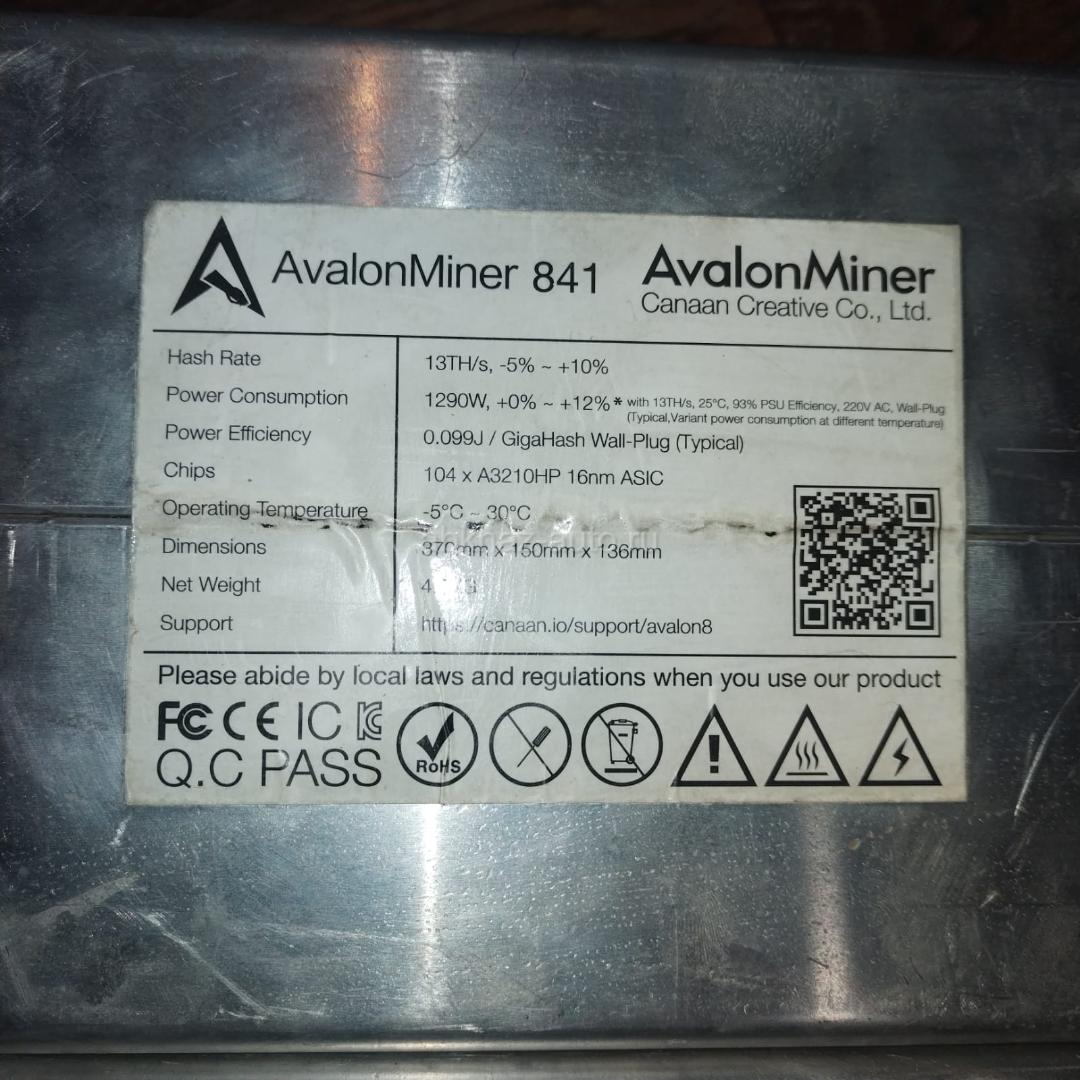 AvalonMiner 841
AvalonMiner
Canaan Creative Co., Ltd.
Hash Rate 13TH/s, -5% ~ +10%
Power Consumption 1290W, +0% ~ +12%* with 13TH/s, 25°C, 93% PSU Efficiency, 220V AC, Wall-Plug
(Typical,Variant power consumption at different temperature)
Power Efficiency 0.099J / GigaHash Wall-Plug (Typical)
Chips 104 x A3210HP 16nm ASIC
Operating Temperature -5°C ~ 30°C
Dimensions 370mm x 150mm x 136mm
Net Weight
Support https://canaan.io/support/avalon8
Please abide by local laws and regulations when you use our product
FC CE IC KC
Q.C PASS
RoHS